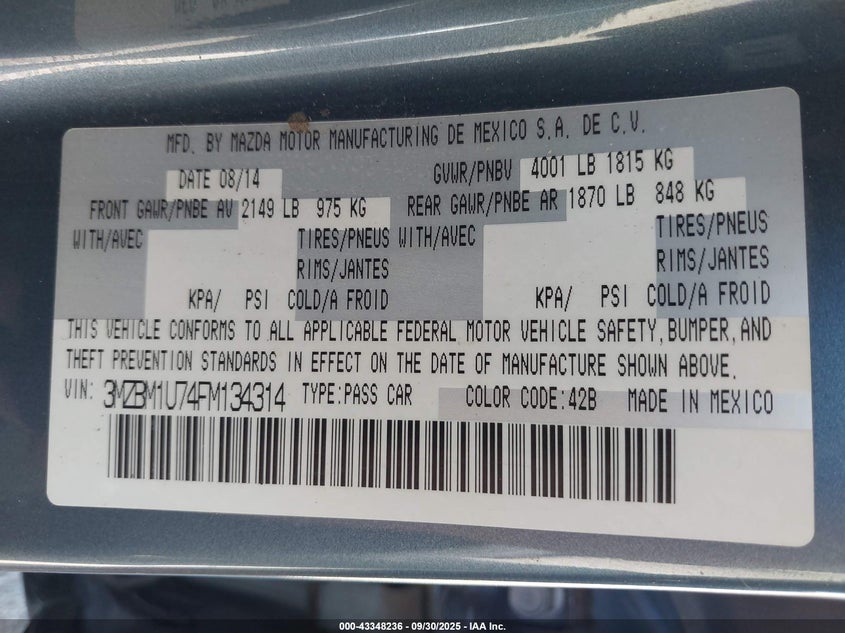 MFD. BY MAZDA MOTOR MANUFACTURING DE MEXICO S.A. DE C.V.
DATE 08/14 GVWR/PNBV 4001 LB 1815 KG
FRONT GAWR/PNBE AV 2149 LB 975 KG REAR GAWR/PNBE AR 1870 LB 848 KG
WITH/AVEC TIRES/PNEUS WITH/AVEC TIRES/PNEUS
RIMS/JANTES RIMS/JANTES
KPA/ PSI COLD/A FROID KPA/ PSI COLD/A FROID
THIS VEHICLE CONFORMS TO ALL APPLICABLE FEDERAL MOTOR VEHICLE SAFETY, BUMPER, AND
THEFT PREVENTION STANDARDS IN EFFECT ON THE DATE OF MANUFACTURE SHOWN ABOVE.
VIN: 3MZBM1U74FM134314 TYPE:PASS CAR COLOR CODE:42B MADE IN MEXICO
000-43348236 - 09/30/2025 - IAA Inc.